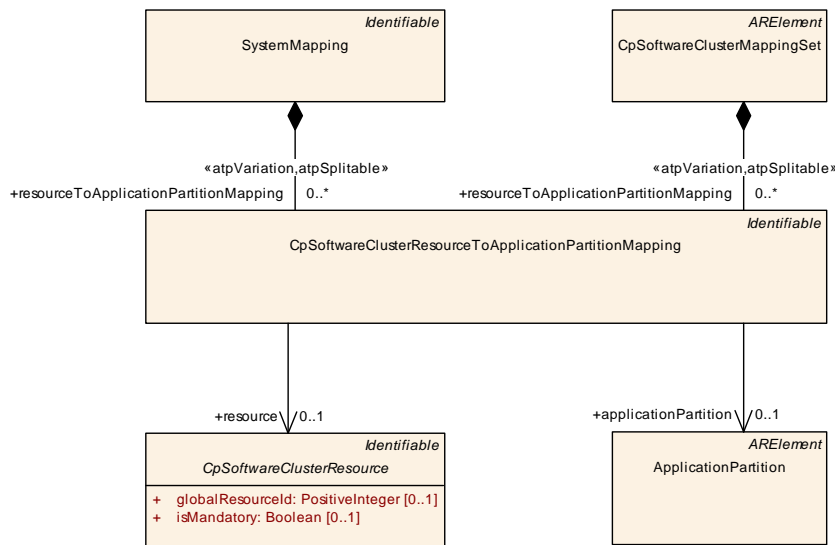 Identifiable
SystemMapping
ARElement
CpSoftwareClusterMappingSet
«atpVariation,atpSplitable»
+resourceToApplicationPartitionMapping 0..*
«atpVariation,atpSplitable»
+resourceToApplicationPartitionMapping 0..*
Identifiable
CpSoftwareClusterResourceToApplicationPartitionMapping
+resource 0..1
+applicationPartition 0..1
Identifiable
CpSoftwareClusterResource
+ globalResourceId: PositiveInteger [0..1]
+ isMandatory: Boolean [0..1]
ARElement
ApplicationPartition